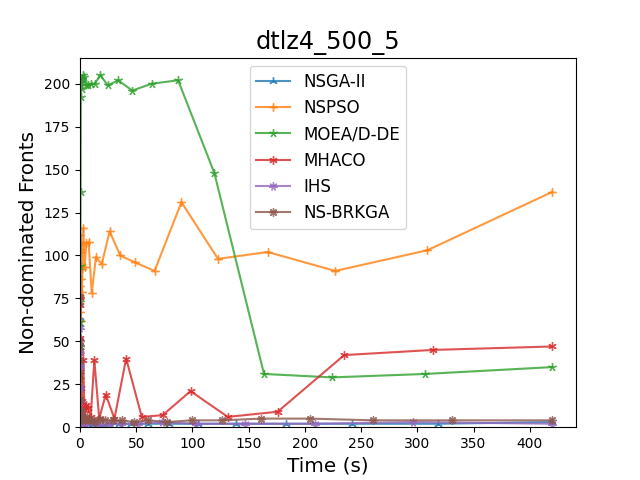 dtlz4_500_5
Non-dominated Fronts
200
175
150
125
100
75
50
25
0
NSGA-II
NSPSO
MOEA/D-DE
MHACO
IHS
NS-BRKGA
0 50 100 150 200 250 300 350 400
Time (s)